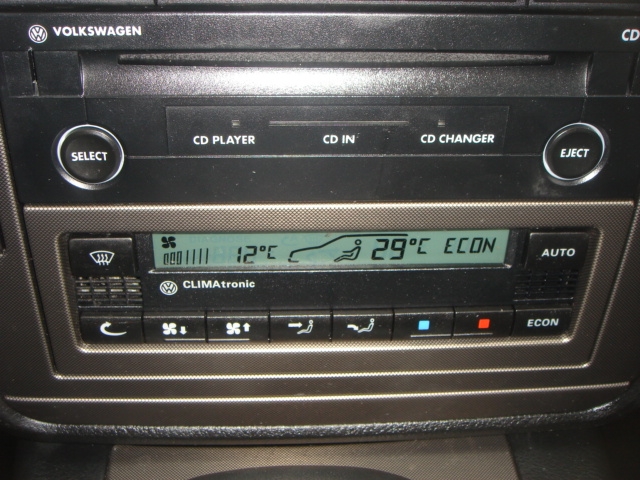 VOLKSWAGEN
CD
SELECT
CD PLAYER
CD IN
CD CHANGER
EJECT
12°C
29°C ECON
AUTO
CLIMAtronic
ECON